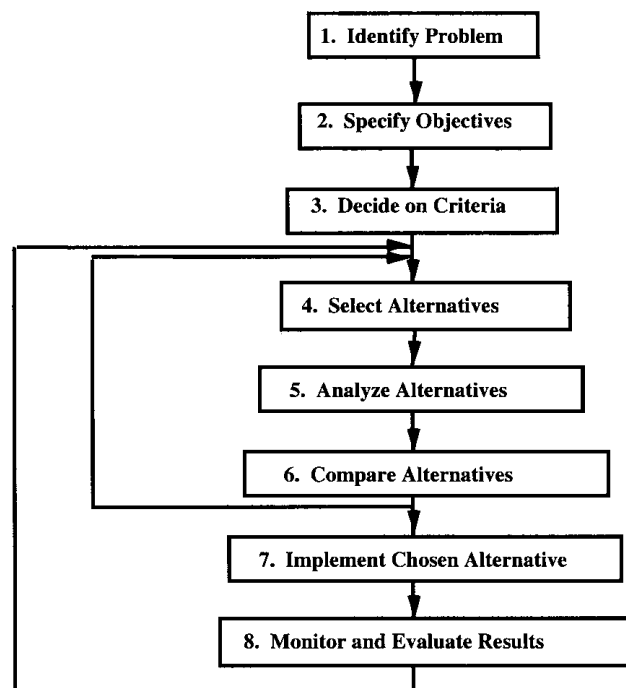 1. Identify Problem
2. Specify Objectives
3. Decide on Criteria
4. Select Alternatives
5. Analyze Alternatives
6. Compare Alternatives
7. Implement Chosen Alternative
8. Monitor and Evaluate Results